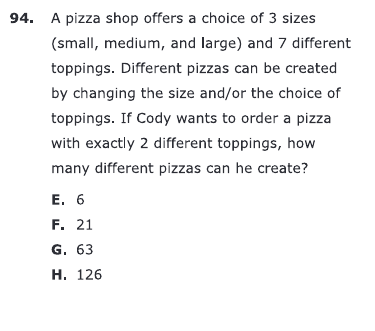 94. A pizza shop offers a choice of 3 sizes
(small, medium, and large) and 7 different
toppings. Different pizzas can be created
by changing the size and/or the choice of
toppings. If Cody wants to order a pizza
with exactly 2 different toppings, how
many different pizzas can he create?
E. 6
F. 21
G. 63
H. 126